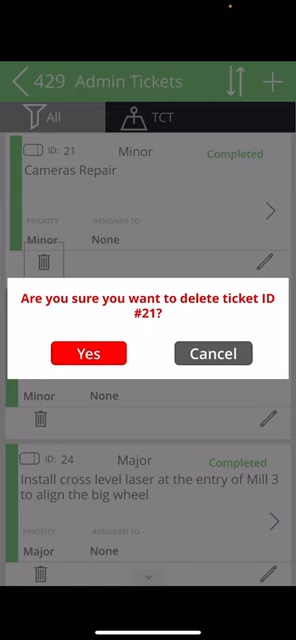 429 Admin Tickets
All TCT
ID: 21 Minor Completed
Cameras Repair
PRIORITY ASSIGNED TO
Minor None
Are you sure you want to delete ticket ID
#21?
Yes Cancel
Minor None
ID: 24 Major Completed
Install cross level laser at the entry of Mill 3
to align the big wheel
PRIORITY ASSIGNED TO
Major None